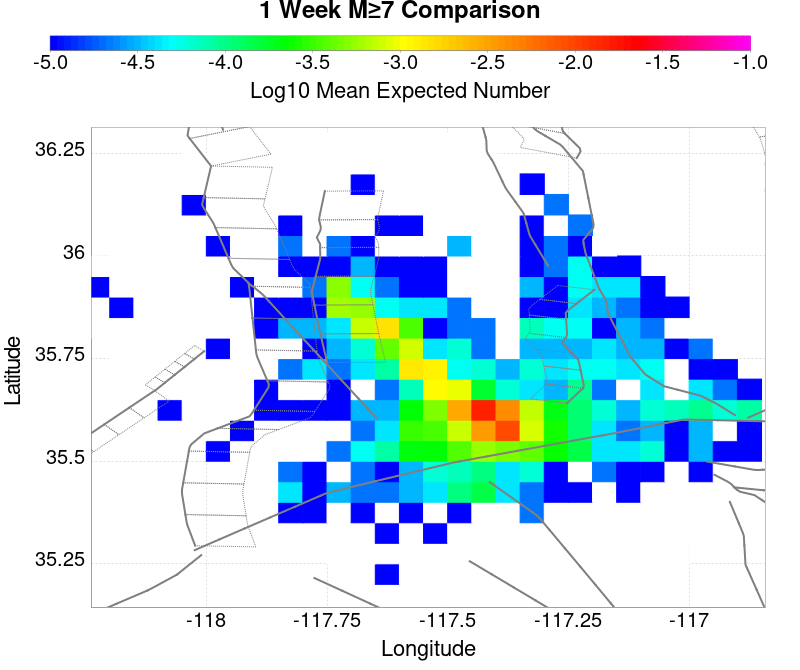 1 Week M≥7 Comparison
-5.0 -4.5 -4.0 -3.5 -3.0 -2.5 -2.0 -1.5 -1.0
Log10 Mean Expected Number
36.25
36
35.75
35.5
35.25
Latitude
-118 -117.75 -117.5 -117.25 -117
Longitude